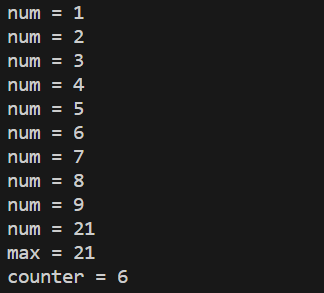 num = 1
num = 2
num = 3
num = 4
num = 5
num = 6
num = 7
num = 8
num = 9
num = 21
max = 21
counter = 6